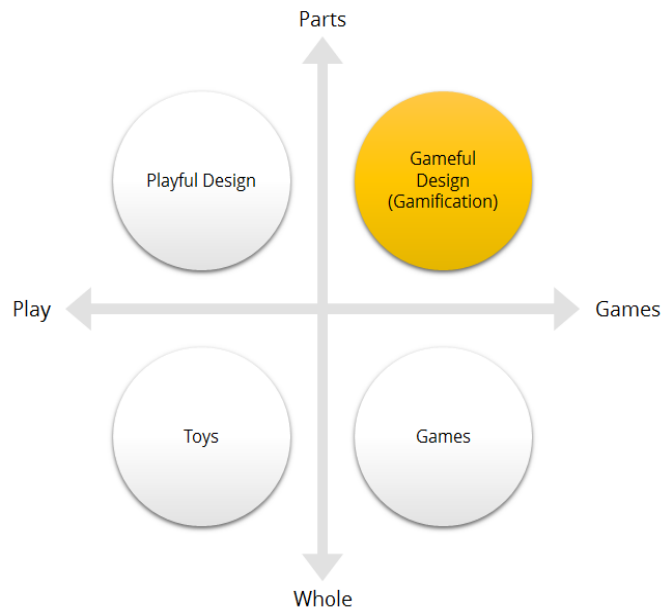 Parts
Playful Design
Gameful
Design
(Gamification)
Play
Games
Toys
Games
Whole